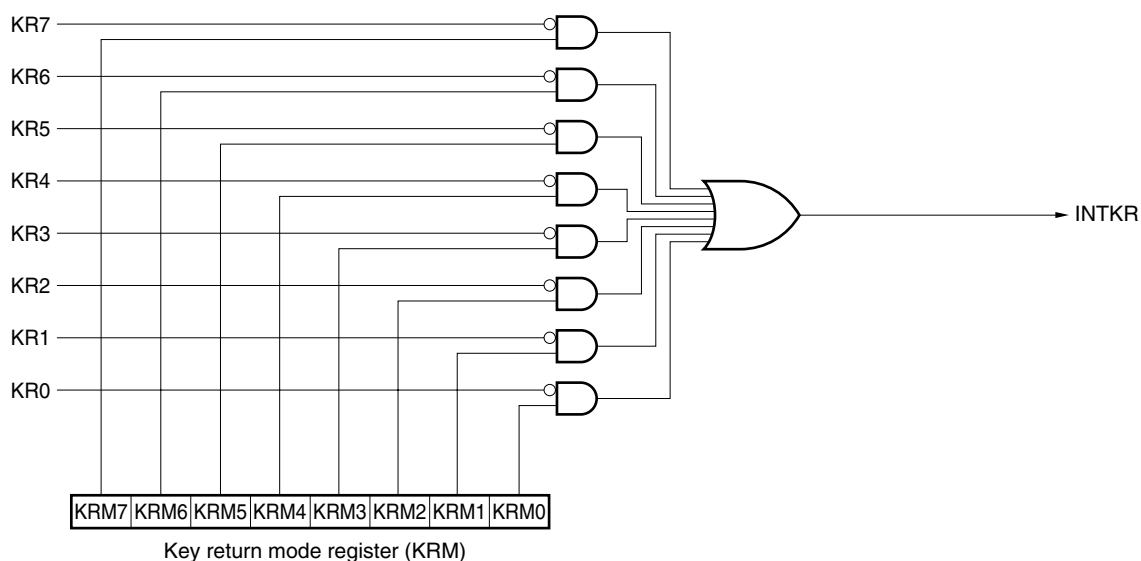 KR7
KR6
KR5
KR4
KR3
KR2
KR1
KR0
INTKR
KRM7 KRM6 KRM5 KRM4 KRM3 KRM2 KRM1 KRM0
Key return mode register (KRM)